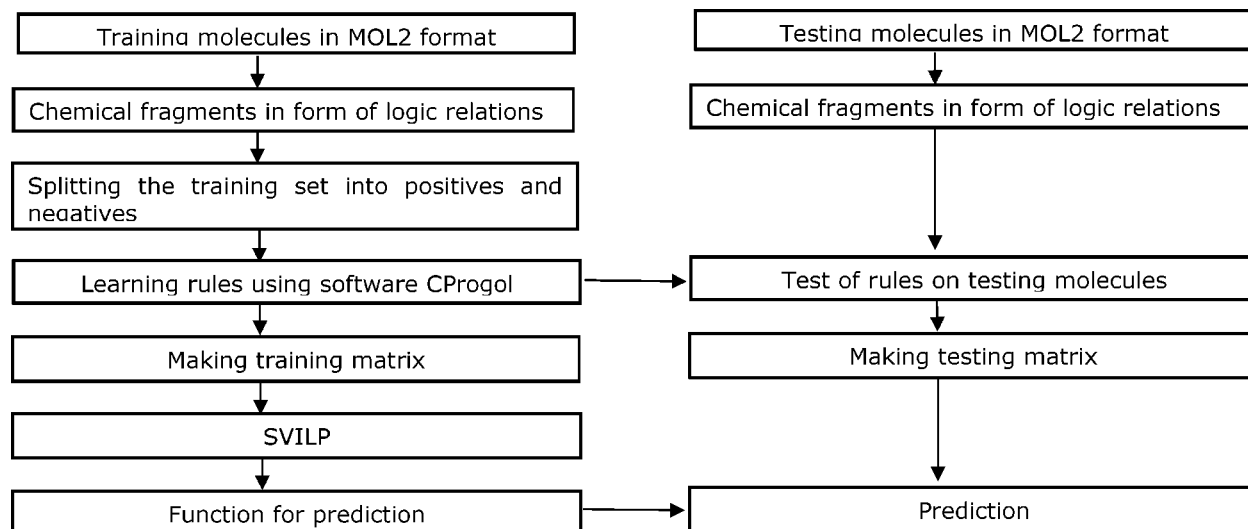 Training molecules in MOL2 format
Chemical fragments in form of logic relations
Splitting the training set into positives and
negatives
Learning rules using software CProgol
Making training matrix
SVILP
Function for prediction
Testing molecules in MOL2 format
Chemical fragments in form of logic relations
Test of rules on testing molecules
Making testing matrix
Prediction